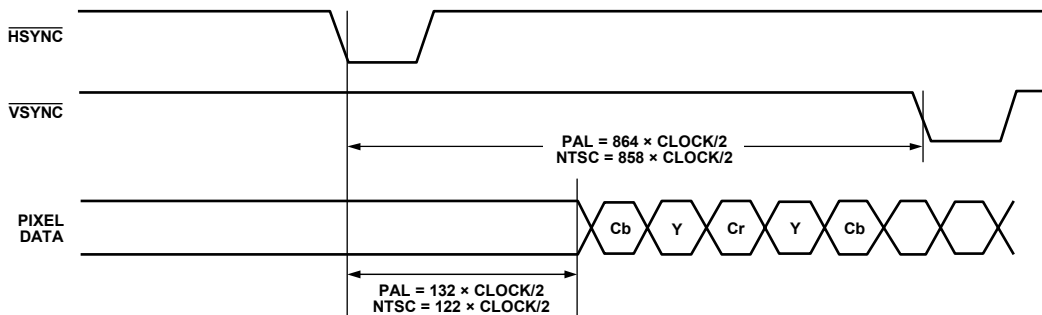 HSYNC
VSYNC
PAL = 864 × CLOCK/2
NTSC = 858 × CLOCK/2
PIXEL
DATA
Cb Y Cr Y Cb
PAL = 132 × CLOCK/2
NTSC = 122 × CLOCK/2